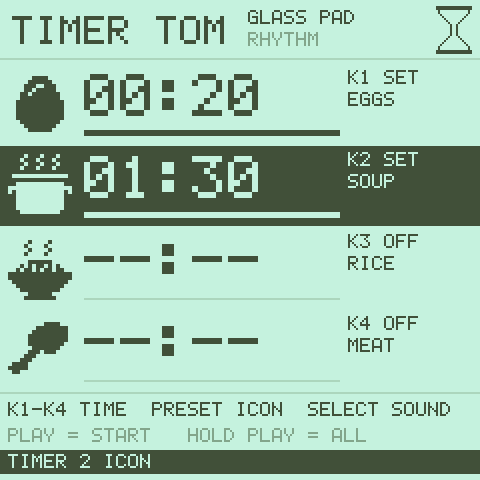 TIMER TOM
GLASS PAD
RHYTHM
00:20
K1 SET
EGGS
01:30
K2 SET
SOUP
--:--
K3 OFF
RICE
--:--
K4 OFF
MEAT
K1-K4 TIME PRESET ICON SELECT SOUND
PLAY = START HOLD PLAY = ALL
TIMER 2 ICON